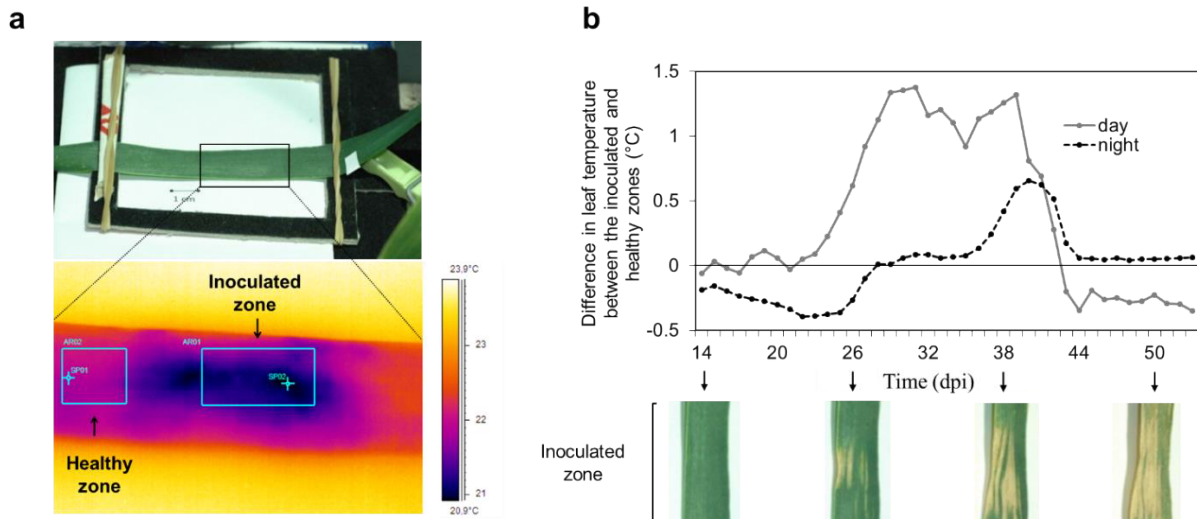 a
1 cm
23,9°C
Inoculated
zone
AR02
AR01
SP01
SP02
23
22
21
20.9°C
Healthy
zone
b
Difference in leaf temperature
between the inoculated and
healthy zones (°C)
1.5
1
0.5
0
-0.5
day
night
14
20
26
32
38
44
50
Time (dpi)
Inoculated
zone